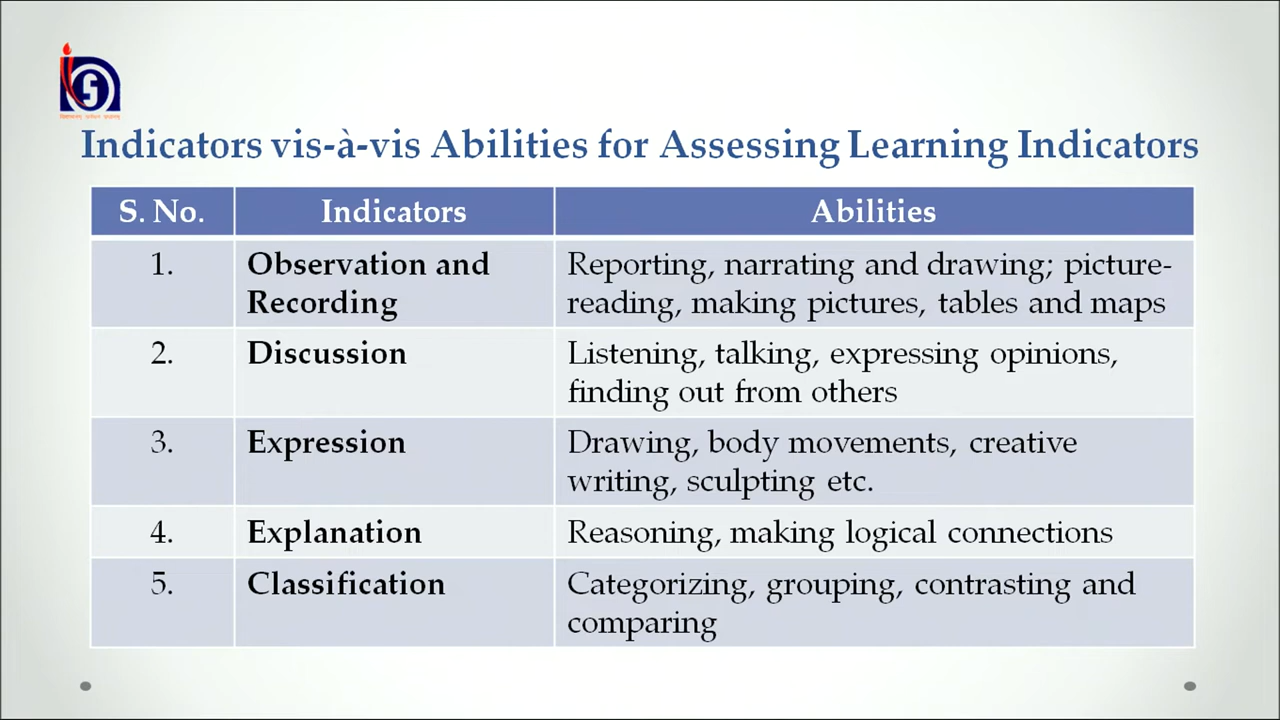 Indicators vis-à-vis Abilities for Assessing Learning Indicators
S. No. Indicators Abilities
1. Observation and Recording Reporting, narrating and drawing; picture-
reading, making pictures, tables and maps
2. Discussion Listening, talking, expressing opinions,
finding out from others
3. Expression Drawing, body movements, creative
writing, sculpting etc.
4. Explanation Reasoning, making logical connections
5. Classification Categorizing, grouping, contrasting and
comparing